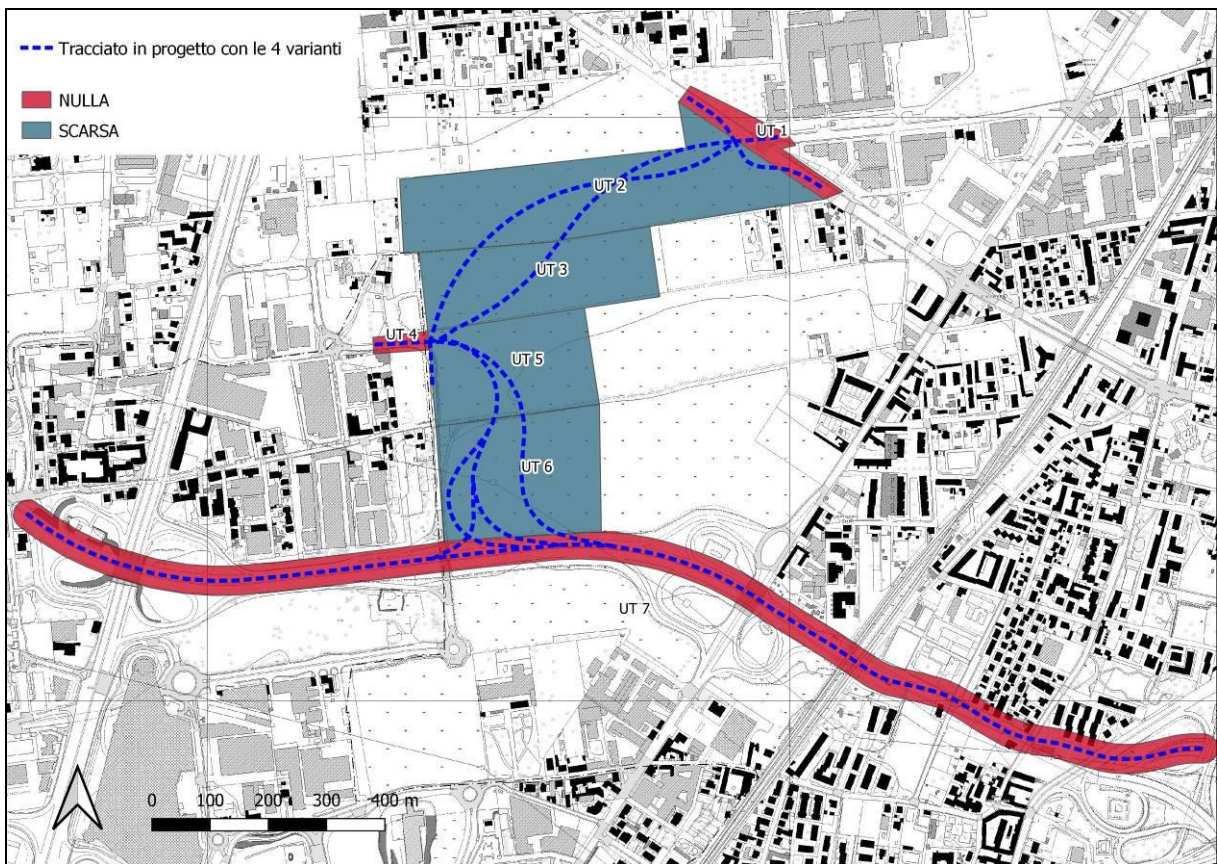 Tracciato in progetto con le 4 varianti
NULLA
SCARSA
UT 1
UT 2
UT 3
UT 4
UT 5
UT 6
UT 7
0 100 200 300 400 m